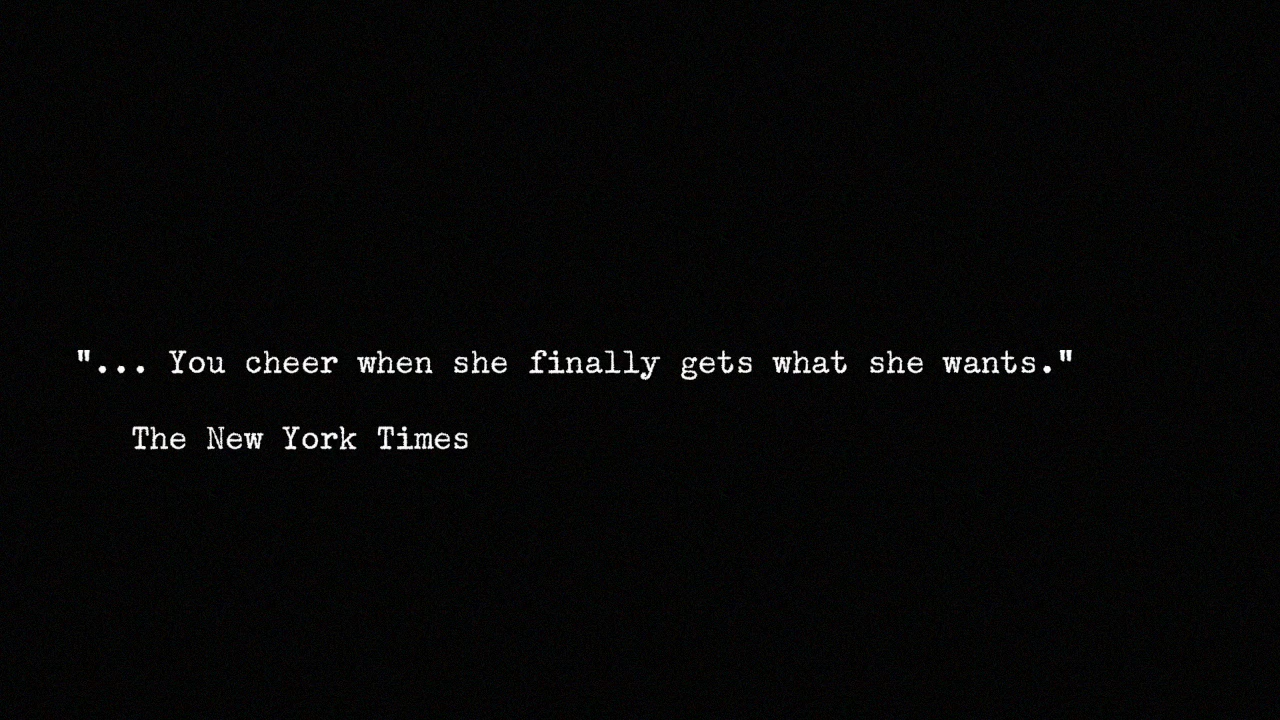 "... You cheer when she finally gets what she wants."
The New York Times